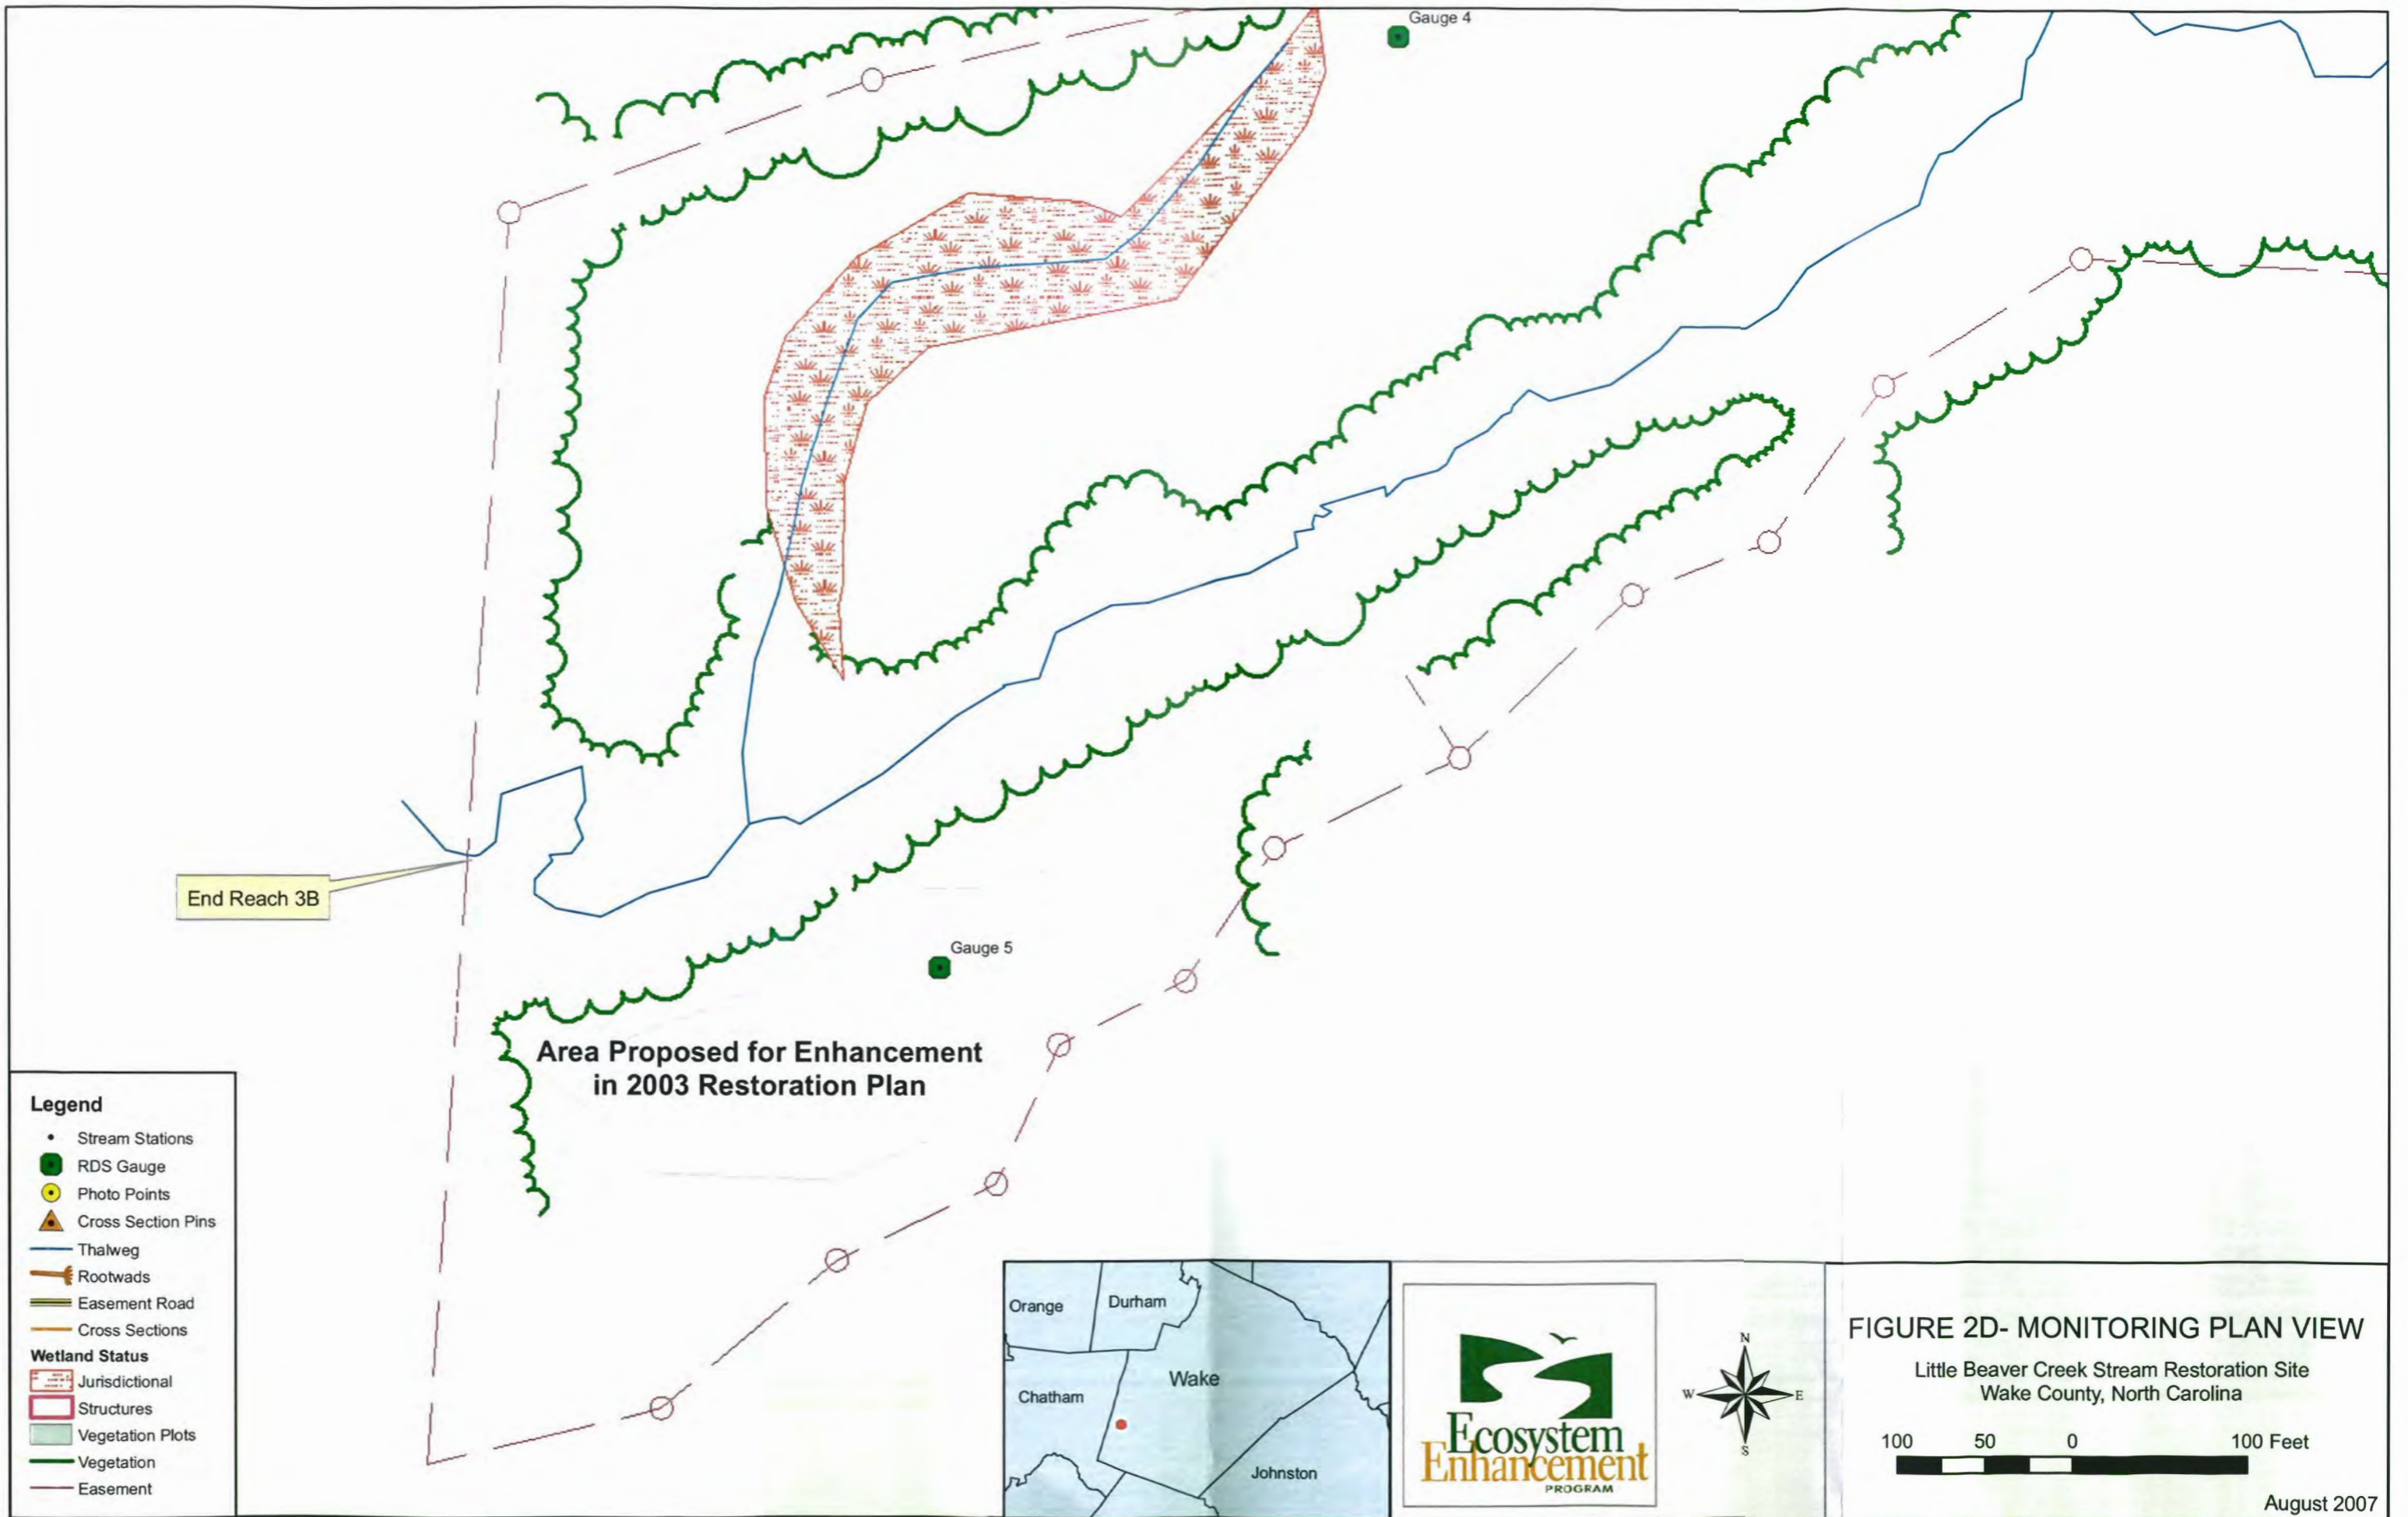 Gauge 4
End Reach 3B
Gauge 5
Area Proposed for Enhancement
in 2003 Restoration Plan
Legend
Stream Stations
RDS Gauge
Photo Points
Cross Section Pins
Thalweg
Rootwads
Easement Road
Cross Sections
Wetland Status
Jurisdictional
Structures
Vegetation Plots
Vegetation
Easement
Orange
Durham
Chatham
Wake
Johnston
Ecosystem
Enhancement
PROGRAM
N
W
E
S
FIGURE 2D- MONITORING PLAN VIEW
Little Beaver Creek Stream Restoration Site
Wake County, North Carolina
100 50 0 100 Feet
August 2007